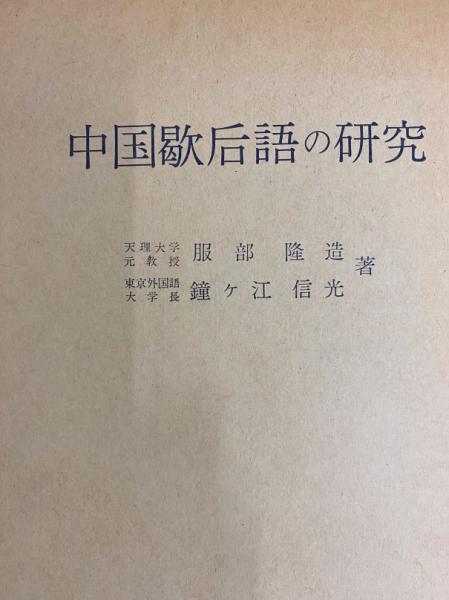 中国歇后語の研究
天理大学
元教授
服部隆造
東京外国語
大学長
鐘ヶ江信光
著